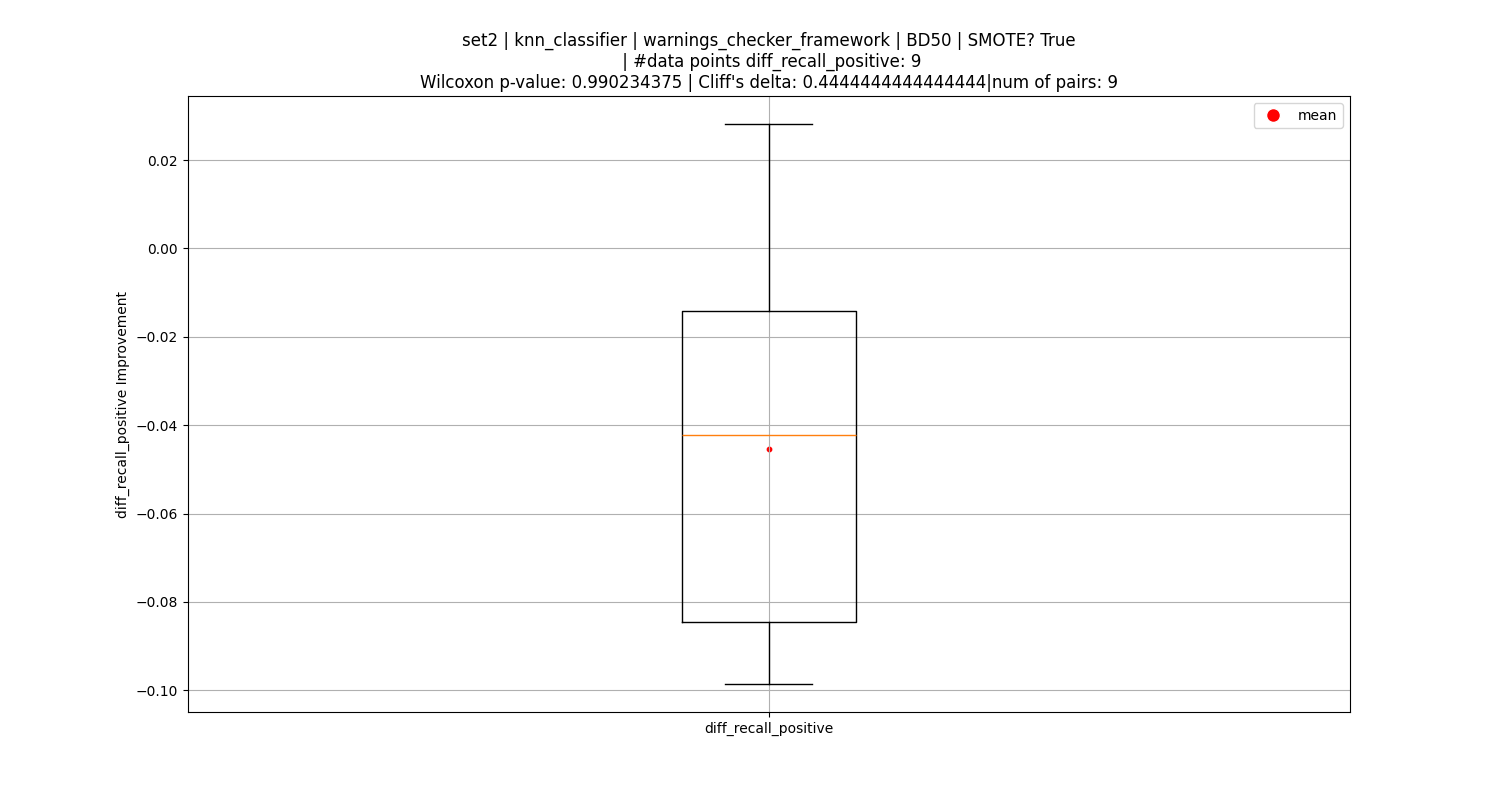 set2 | knn_classifier | warnings_checker_framework | BD50 | SMOTE? True
| #data points diff_recall_positive: 9
Wilcoxon p-value: 0.990234375 | Cliff's delta: 0.4444444444444444|num of pairs: 9
mean
0.02
0.00
−0.02
−0.04
−0.06
−0.08
−0.10
diff_recall_positive Improvement
diff_recall_positive